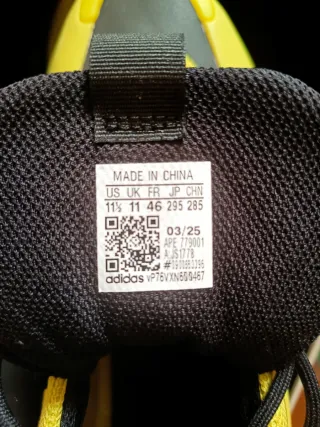 MADE IN CHINA
US UK FR JP CHN
11½ 11 46 295 285
03/25
APE 779001
adidas